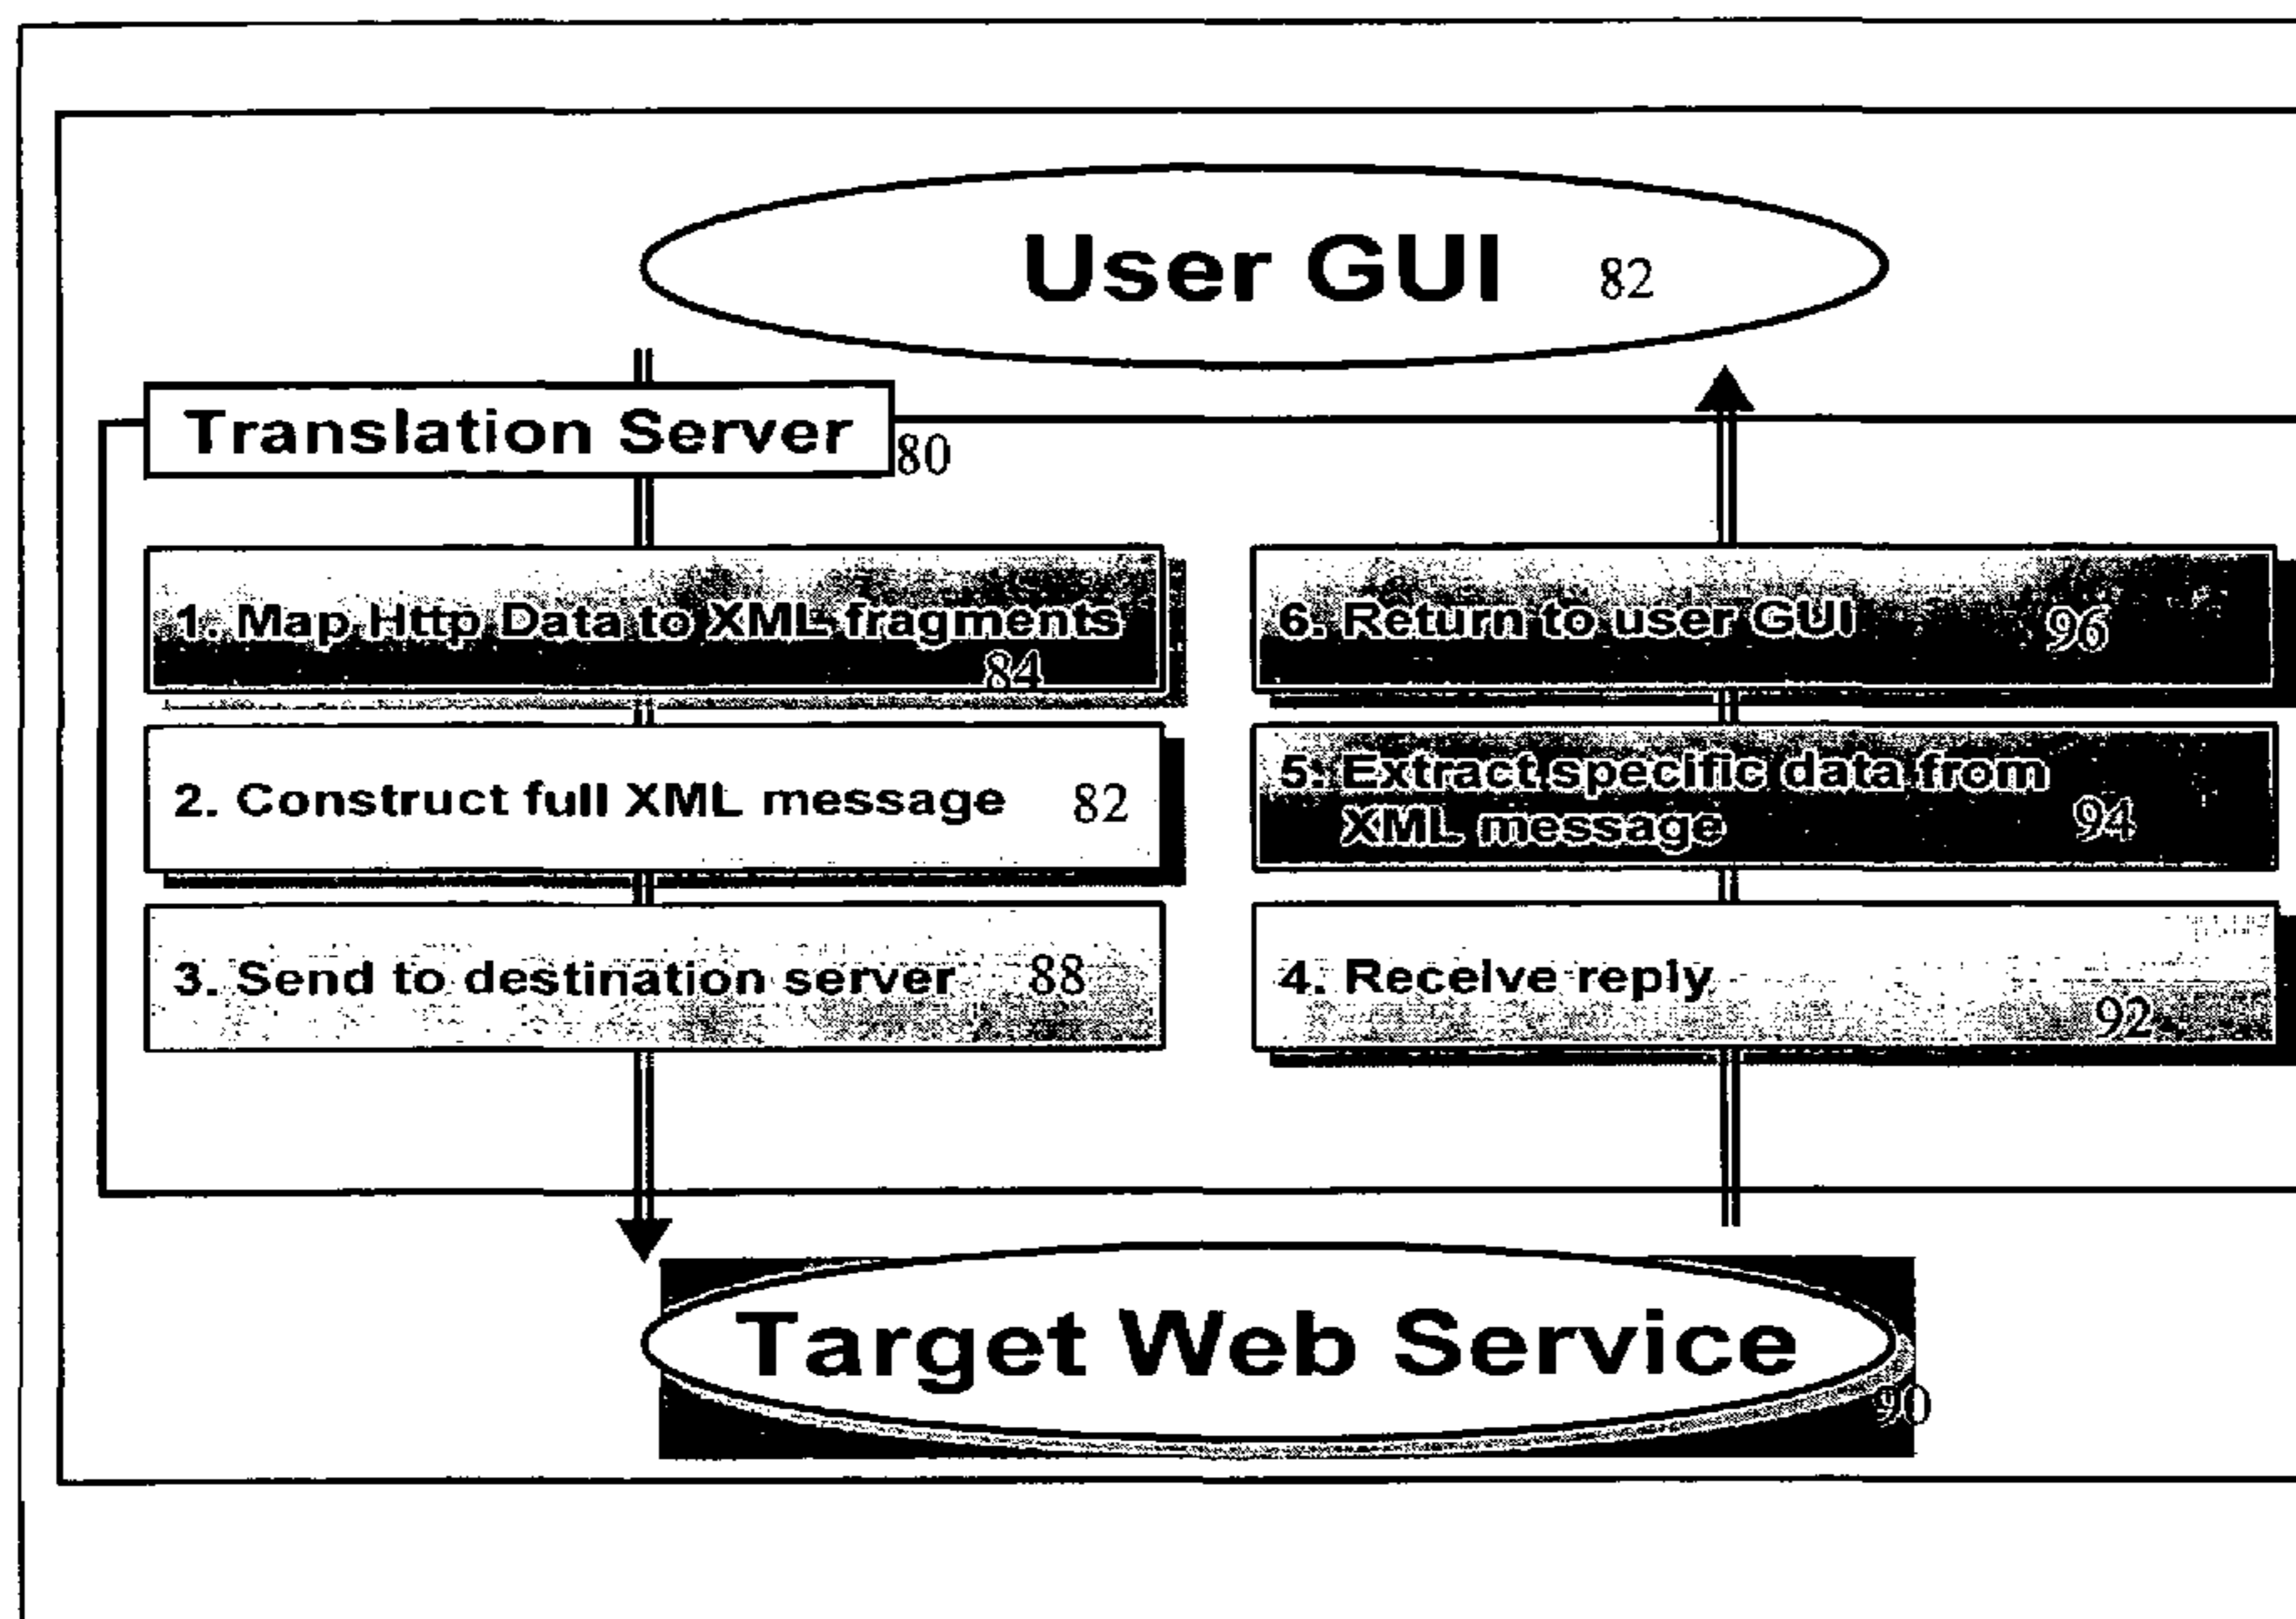 User GUI 82
Translation Server 80
1. Map Http Data to XML fragments
84
2. Construct full XML message 82
3. Send to destination server 88
6. Return to user GUI 96
5. Extract specific data from
XML message 94
4. Receive reply
92
Target Web Service
90